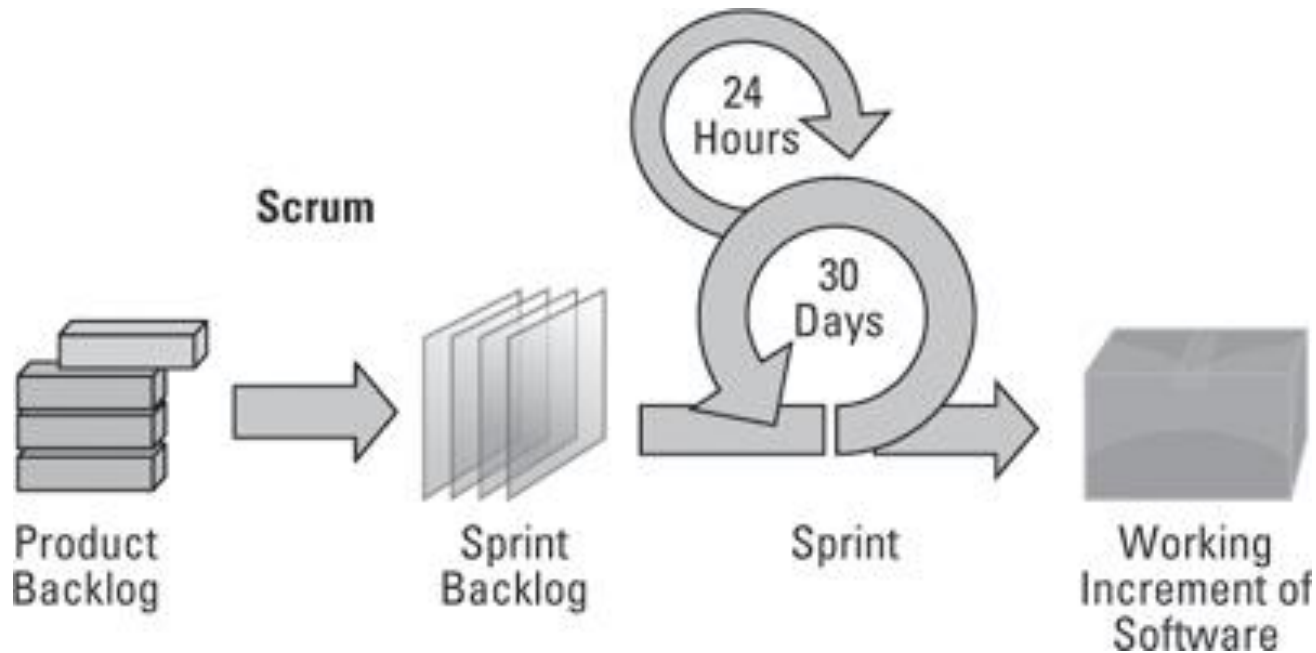 24
Hours
Scrum
30
Days
Product
Backlog
Sprint
Backlog
Sprint
Working
Increment of
Software